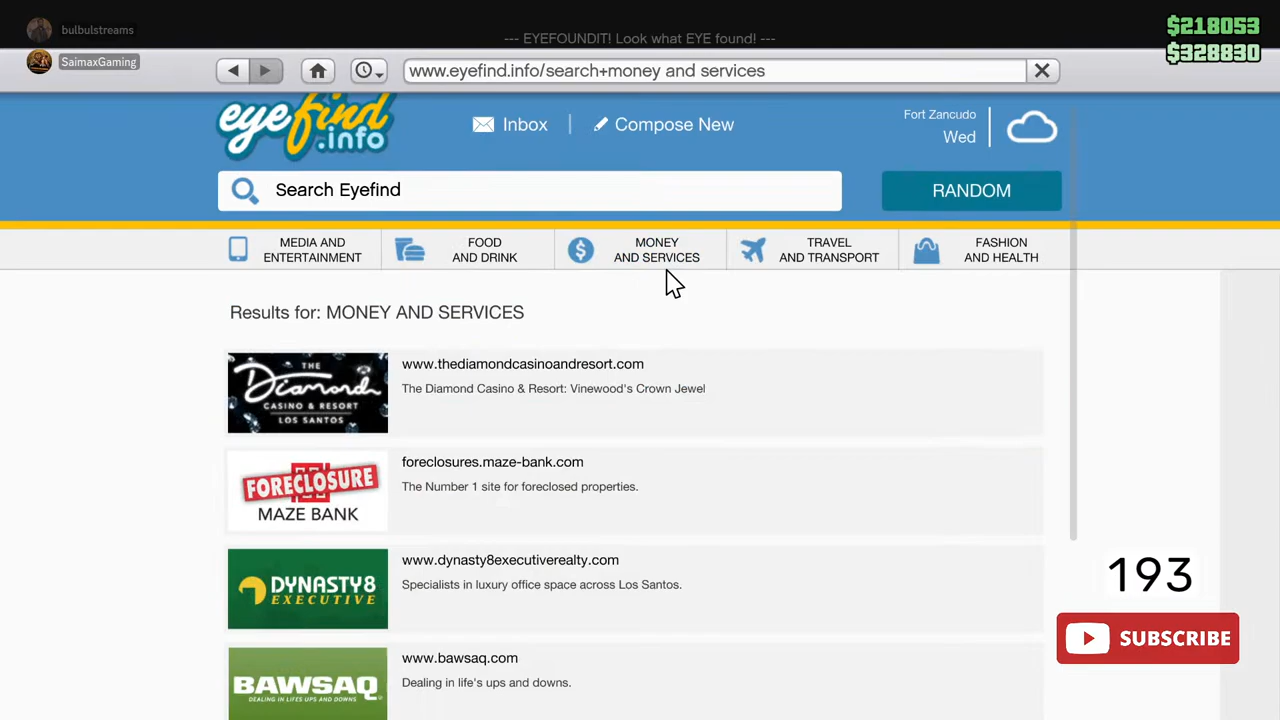 bulbulstreams
SaimaxGaming
--- EYEFOUNDIT! Look what EYE found! ---
$218053
$328830
www.eyefind.info/search+money and services
eyefind
.info
Inbox
Compose New
Fort Zancudo
Wed
Search Eyefind
RANDOM
MEDIA AND
ENTERTAINMENT
FOOD
AND DRINK
MONEY
AND SERVICES
TRAVEL
AND TRANSPORT
FASHION
AND HEALTH
Results for: MONEY AND SERVICES
THE
Diamond
CASINO & RESORT
LOS SANTOS
www.thediamondcasinoandresort.com
The Diamond Casino & Resort: Vinewood's Crown Jewel
FORECLOSURE
MAZE BANK
foreclosures.maze-bank.com
The Number 1 site for foreclosed properties.
DYNASTY8
EXECUTIVE
www.dynasty8executiverealty.com
Specialists in luxury office space across Los Santos.
BAWSAQ
DEALING IN LIFES UPS AND DOWNS.
www.bawsaq.com
Dealing in life's ups and downs.
193
SUBSCRIBE